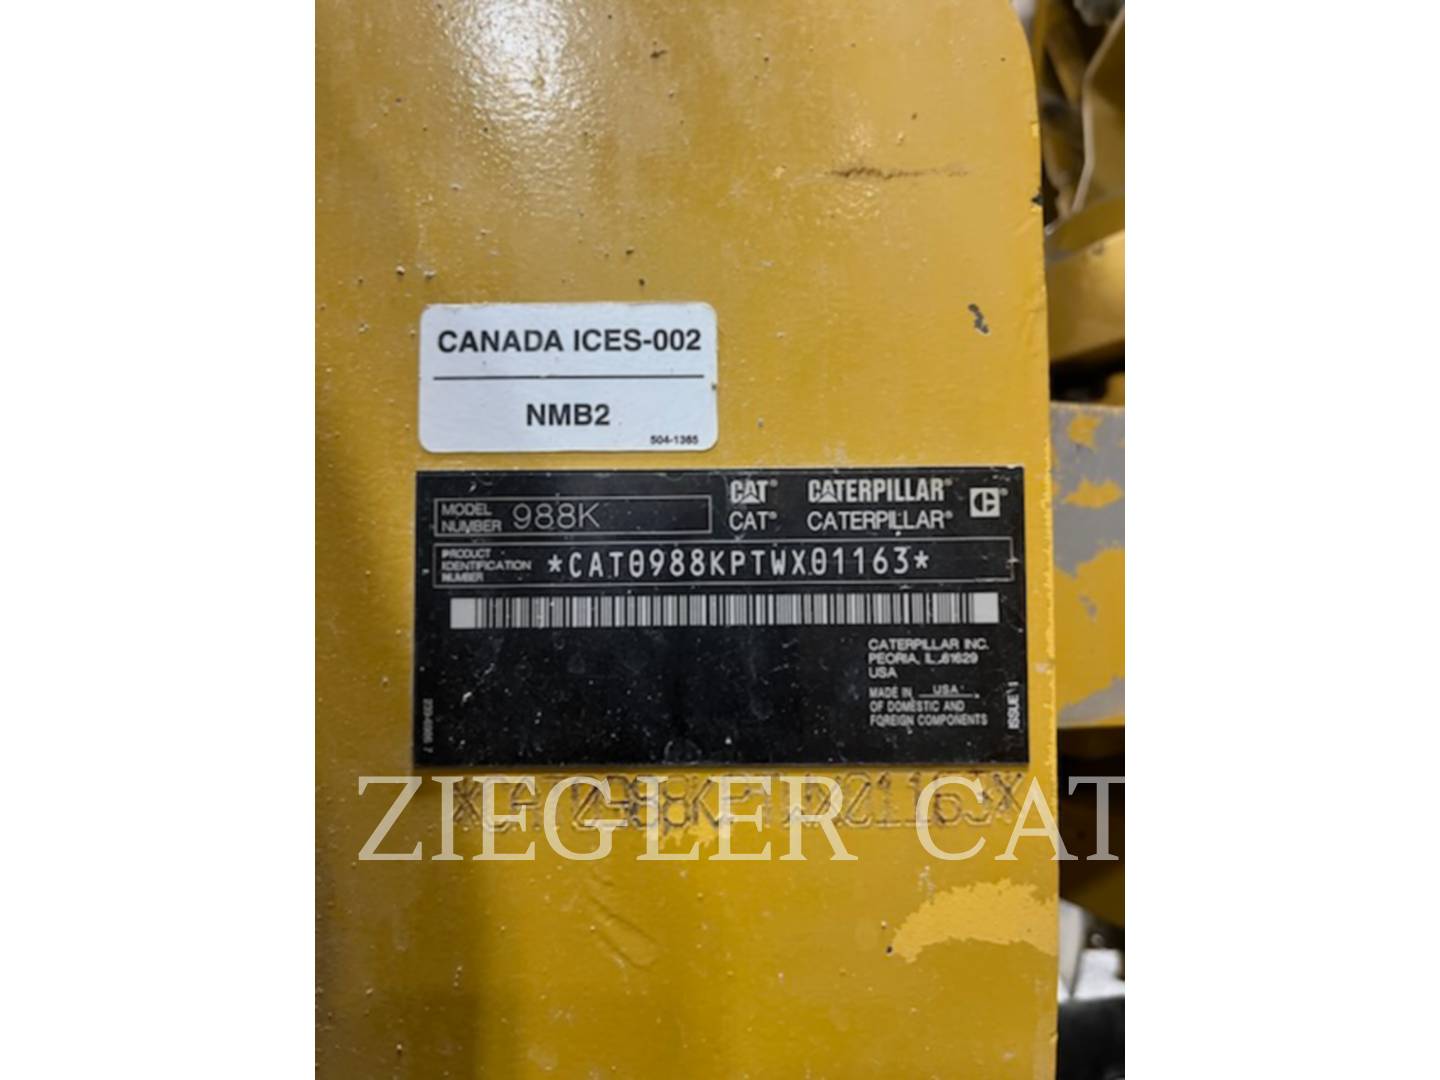 CANADA ICES-002
NMB2
504-1365
MODEL NUMBER 988K
CAT® CATERPILLAR®
CAT® CATERPILLAR®
PRODUCT IDENTIFICATION NUMBER *CAT0988KPTWX01163*
CATERPILLAR INC.
PEORIA, IL. 61629
USA
MADE IN USA
OF DOMESTIC AND
FOREIGN COMPONENTS
ISSUE 1
ZIEGLER CAT